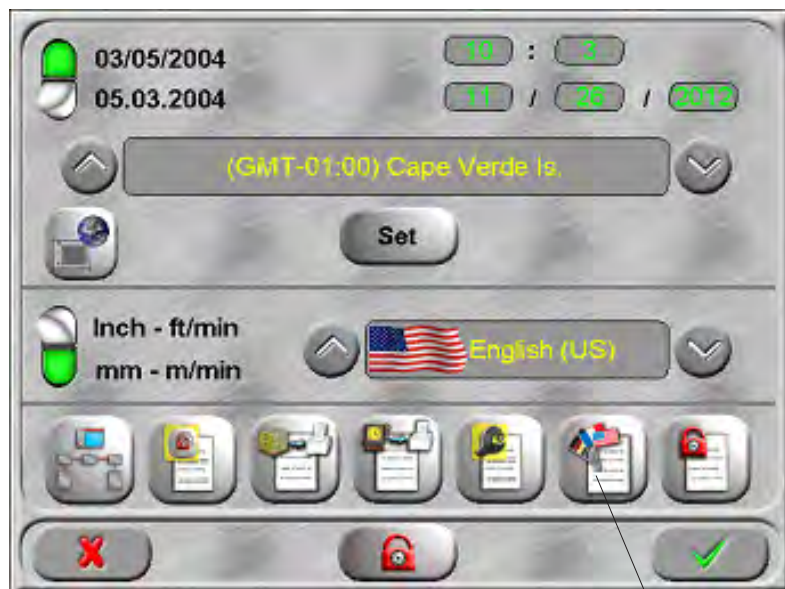 03/05/2004
10 : 3
05.03.2004
11 / 26 / 2012
(GMT-01:00) Cape Verde Is.
Set
Inch - ft/min
mm - m/min
English (US)